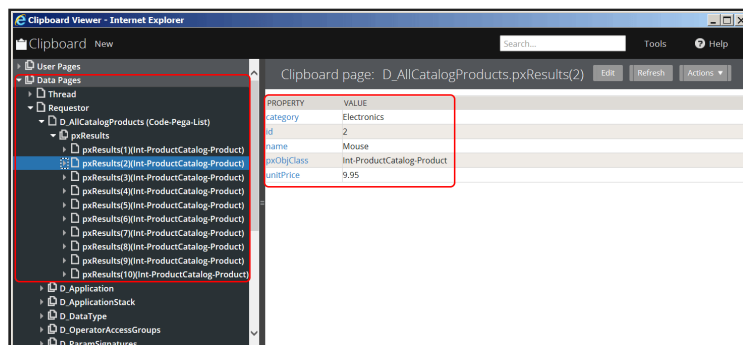 Clipboard Viewer - Internet Explorer
Clipboard New Search... Tools ? Help
User Pages
Data Pages
Thread
Requestor
D_AllCatalogProducts (Code-Pega-List)
pxResults
pxResults(1)(Int-ProductCatalog-Product)
pxResults(2)(Int-ProductCatalog-Product)
pxResults(3)(Int-ProductCatalog-Product)
pxResults(4)(Int-ProductCatalog-Product)
pxResults(5)(Int-ProductCatalog-Product)
pxResults(6)(Int-ProductCatalog-Product)
pxResults(7)(Int-ProductCatalog-Product)
pxResults(8)(Int-ProductCatalog-Product)
pxResults(9)(Int-ProductCatalog-Product)
pxResults(10)(Int-ProductCatalog-Product)
D_Application
D_ApplicationStack
D_DataType
D_OperatorAccessGroups
D_ParamSignatures
Clipboard page: D_AllCatalogProducts.pxResults(2) Edit Refresh Actions
PROPERTY VALUE
category Electronics
id 2
name Mouse
pxObjClass Int-ProductCatalog-Product
unitPrice 9.95